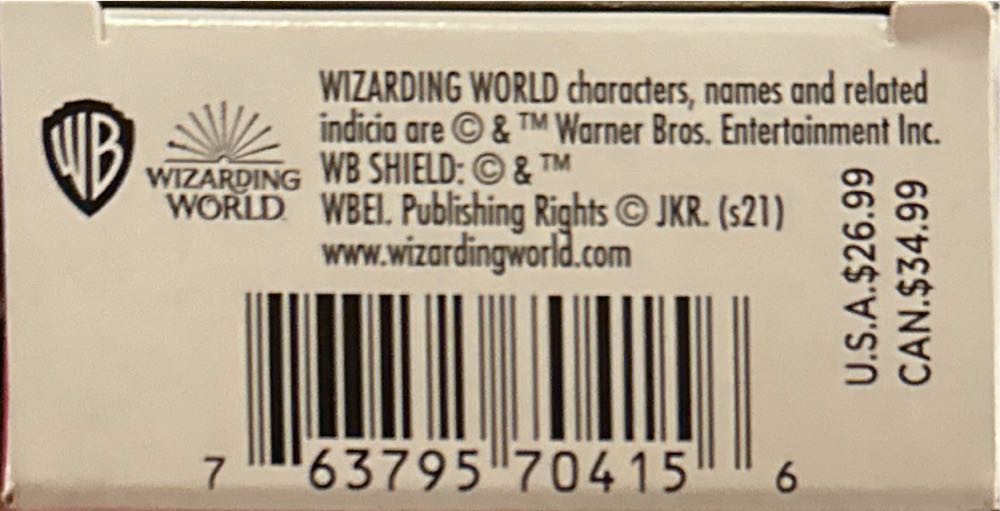 WB
WIZARDING
WORLD
WIZARDING WORLD characters, names and related
indicia are © & ™ Warner Bros. Entertainment Inc.
WB SHIELD: © & ™
WBEI. Publishing Rights © JKR. (s21)
www.wizardingworld.com
U.S.A.$26.99
CAN.$34.99
7 63795 70415 6